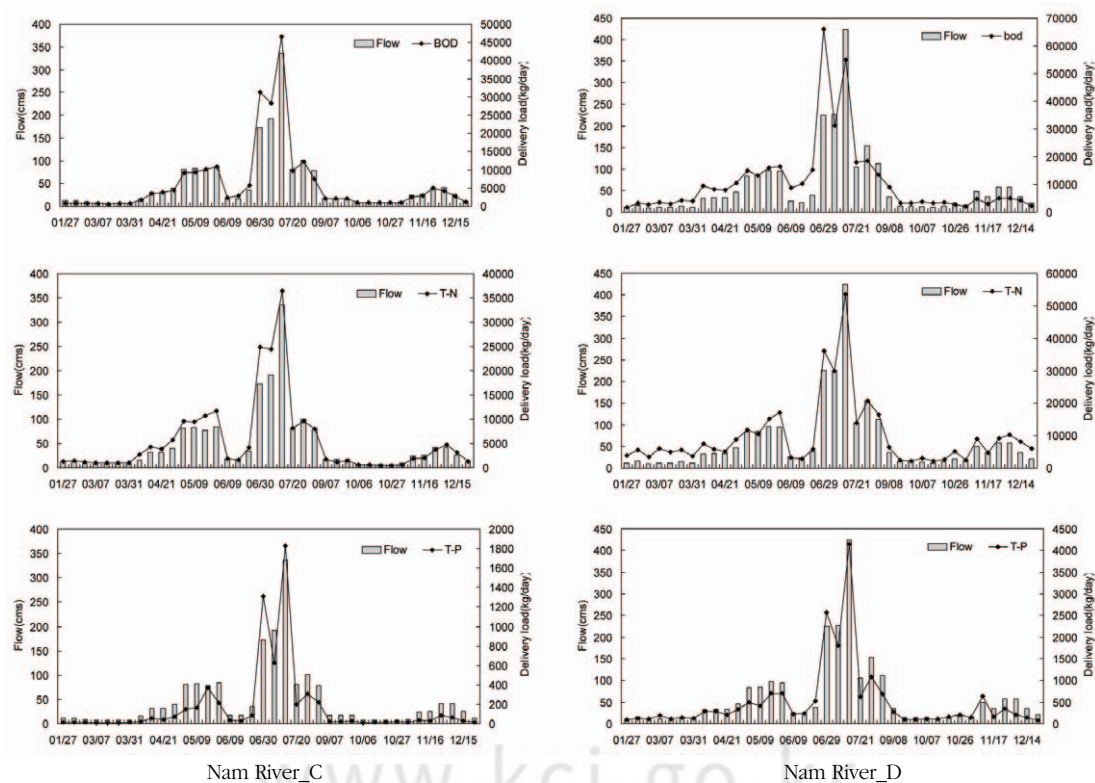 400 350 300 250 200 150 100 50 0
Flow(cms)
Flow BOD
50000 45000 40000 35000 30000 25000 20000 15000 10000 5000 0
Delivery load(kg/day;
01/27 03/07 03/31 04/21 05/09 06/09 06/30 07/20 09/07 10/06 10/27 11/16 12/15
450 400 350 300 250 200 150 100 50 0
Flow(cms)
Flow bod
70000 60000 50000 40000 30000 20000 10000 0
Delivery load(kg/day;
01/27 03/07 03/31 04/21 05/09 06/09 06/29 07/21 09/08 10/07 10/26 11/17 12/14
400 350 300 250 200 150 100 50 0
Flow(cms)
Flow T-N
40000 35000 30000 25000 20000 15000 10000 5000 0
Delivery load(kg/day;
01/27 03/07 03/31 04/21 05/09 06/09 06/30 07/20 09/07 10/06 10/27 11/16 12/15
450 400 350 300 250 200 150 100 50 0
Flow(cms)
Flow T-N
60000 50000 40000 30000 20000 10000 0
Delivery load(kg/day;
01/27 03/07 03/31 04/21 05/09 06/09 06/29 07/21 09/08 10/07 10/26 11/17 12/14
400 350 300 250 200 150 100 50 0
Flow(cms)
Flow T-P
2000 1800 1600 1400 1200 1000 800 600 400 200 0
Delivery load(kg/day;
01/27 03/07 03/31 04/21 05/09 06/09 06/30 07/20 09/07 10/06 10/27 11/16 12/15
450 400 350 300 250 200 150 100 50 0
Flow(cms)
Flow T-P
4500 4000 3500 3000 2500 2000 1500 1000 500 0
Delivery load(kg/day;
01/27 03/07 03/31 04/21 05/09 06/09 06/29 07/21 09/08 10/07 10/26 11/17 12/14
Nam River_C
Nam River_D